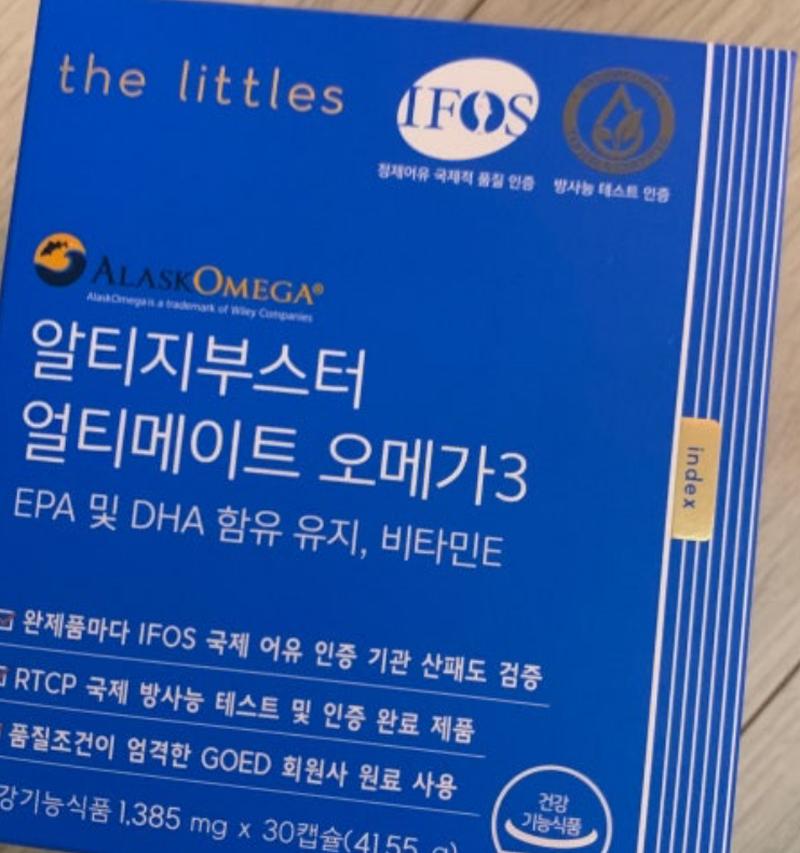 the littles
IFOS
정제어유 국제적 품질 인증
방사능 테스트 인증
ALASKOMEGA®
AlaskOmega is a trademark of Wiley Companies
알티지부스터
얼티메이트 오메가3
EPA 및 DHA 함유 유지, 비타민E
index
완제품마다 IFOS 국제 어유 인증 기관 산패도 검증
RTCP 국제 방사능 테스트 및 인증 완료 제품
품질조건이 엄격한 GOED 회원사 원료 사용
강기능식품 1,385 mg x 30캡슐(41.55 g)
건강
기능식품